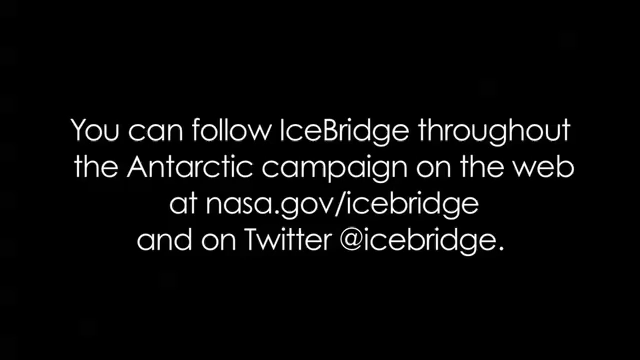 You can follow IceBridge throughout
the Antarctic campaign on the web
at nasa.gov/icebridge
and on Twitter @icebridge.